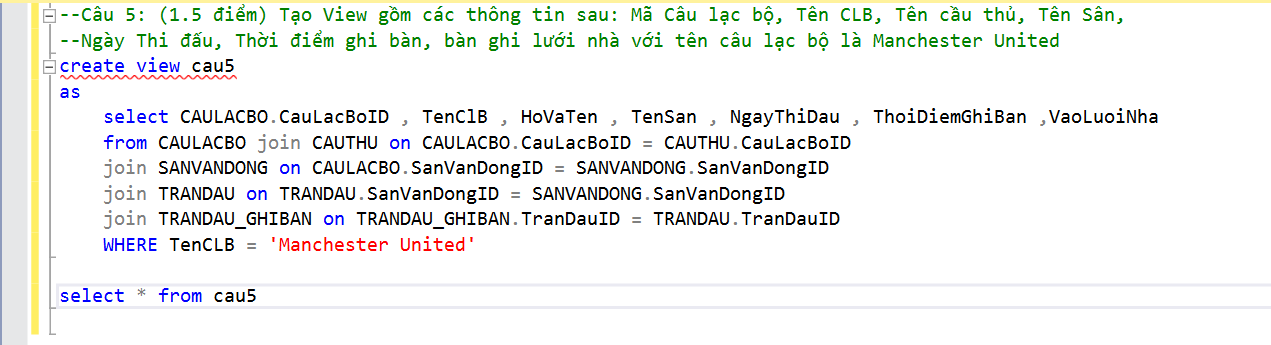 --Câu 5: (1.5 điểm) Tạo View gồm các thông tin sau: Mã Câu lạc bộ, Tên CLB, Tên cầu thủ, Tên Sân,
--Ngày Thi đấu, Thời điểm ghi bàn, bàn ghi lưới nhà với tên câu lạc bộ là Manchester United
create view cau5
as
select CAULACBO.CauLacBoID , TenClB , HoVaTen , TenSan , NgayThiDau , ThoiDiemGhiBan ,VaoLuoiNha
from CAULACBO join CAUTHU on CAULACBO.CauLacBoID = CAUTHU.CauLacBoID
join SANVANDONG on CAULACBO.SanVanDongID = SANVANDONG.SanVanDongID
join TRANDAU on TRANDAU.SanVanDongID = SANVANDONG.SanVanDongID
join TRANDAU_GHIBAN on TRANDAU_GHIBAN.TranDauID = TRANDAU.TranDauID
WHERE TenCLB = 'Manchester United'
select * from cau5